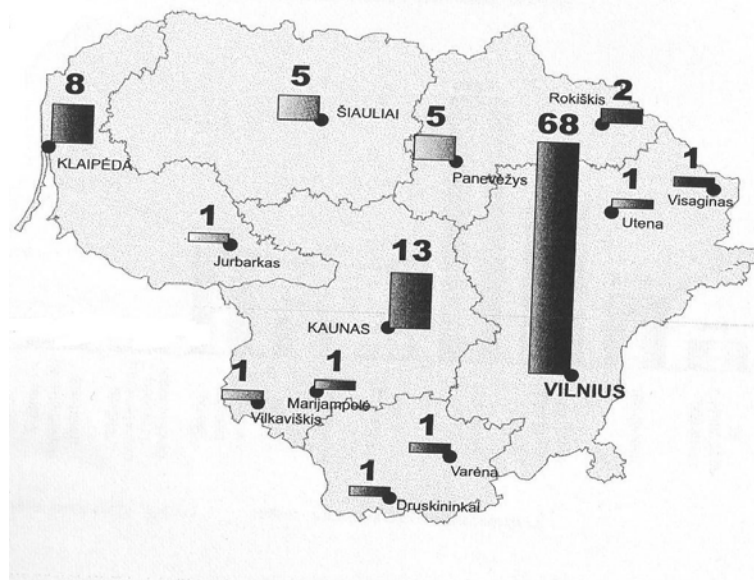 8
KLAIPĖDA
5
ŠIAULIAI
5
Panevėžys
Rokiškis
2
68
1
Visaginas
1
Utena
1
Jurbarkas
13
KAUNAS
VILNIUS
1
Marijampolė
1
Vilkaviškis
1
Varėna
1
Druskininkai